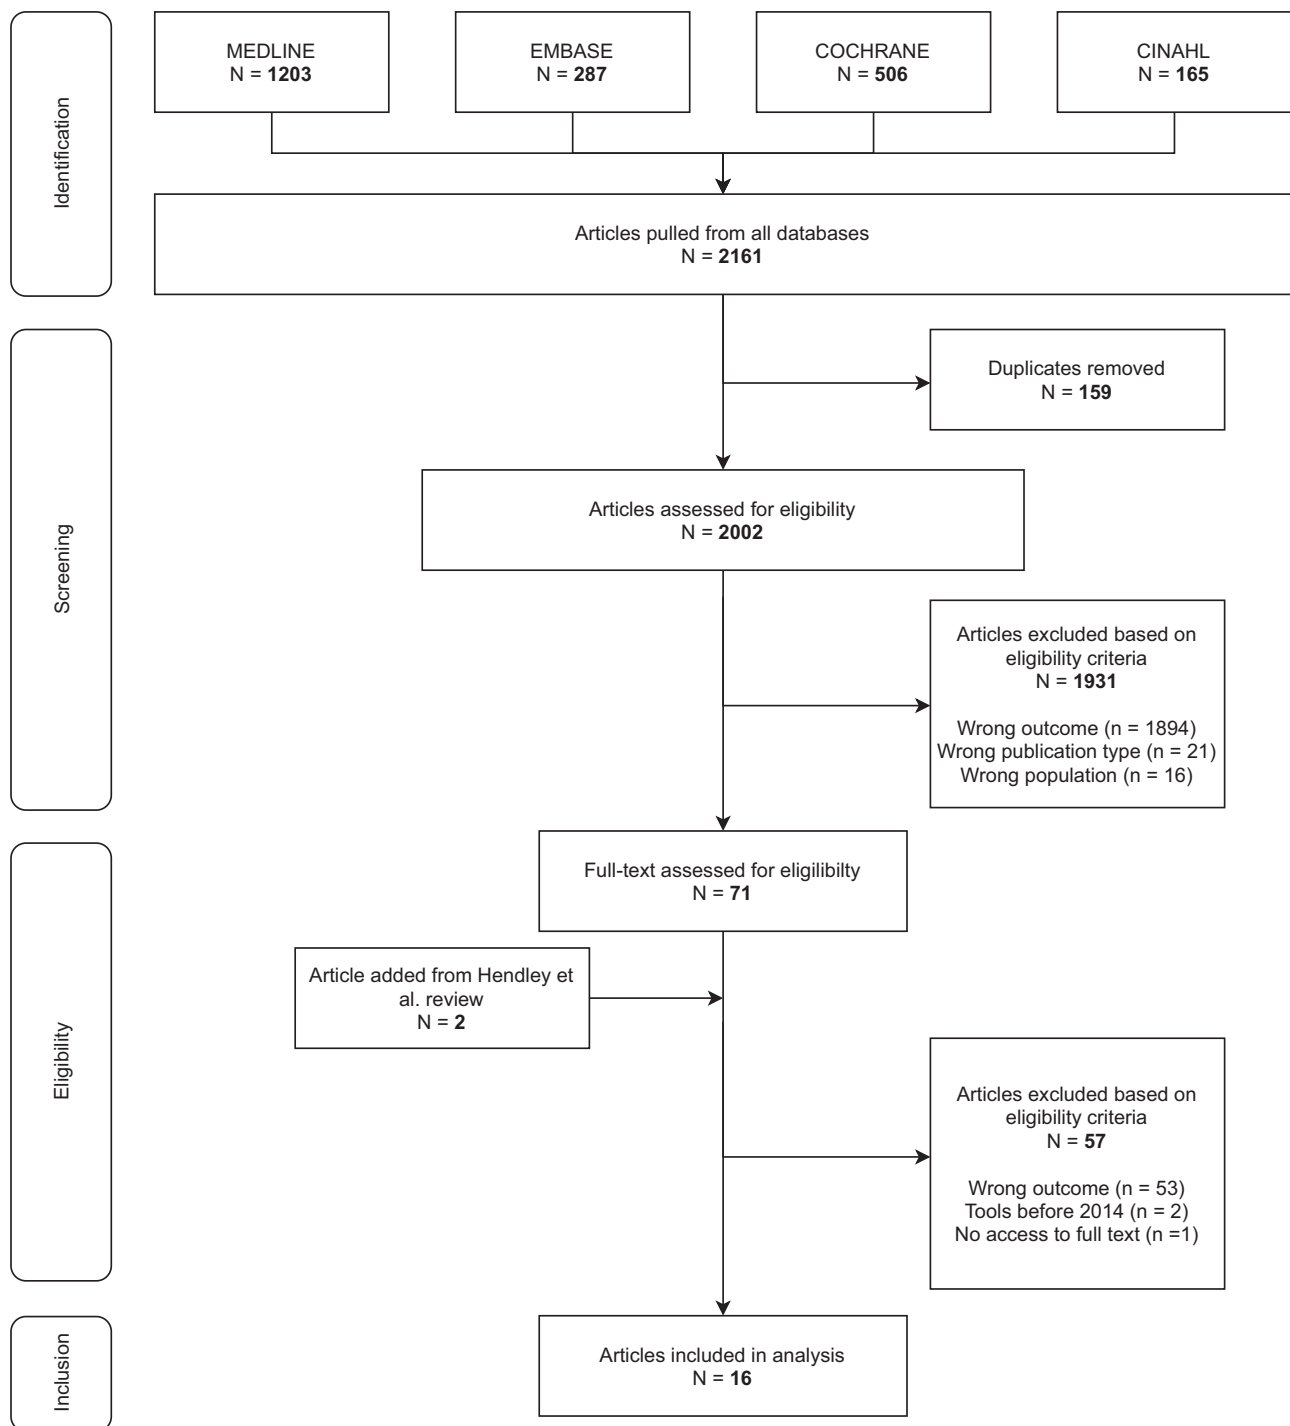 Identification
MEDLINE
N = 1203
EMBASE
N = 287
COCHRANE
N = 506
CINAHL
N = 165
Articles pulled from all databases
N = 2161
Screening
Duplicates removed
N = 159
Articles assessed for eligibility
N = 2002
Articles excluded based on
eligibility criteria
N = 1931
Wrong outcome (n = 1894)
Wrong publication type (n = 21)
Wrong population (n = 16)
Eligibility
Full-text assessed for eligilibilty
N = 71
Article added from Hendley et
al. review
N = 2
Articles excluded based on
eligibility criteria
N = 57
Wrong outcome (n = 53)
Tools before 2014 (n = 2)
No access to full text (n =1)
Inclusion
Articles included in analysis
N = 16